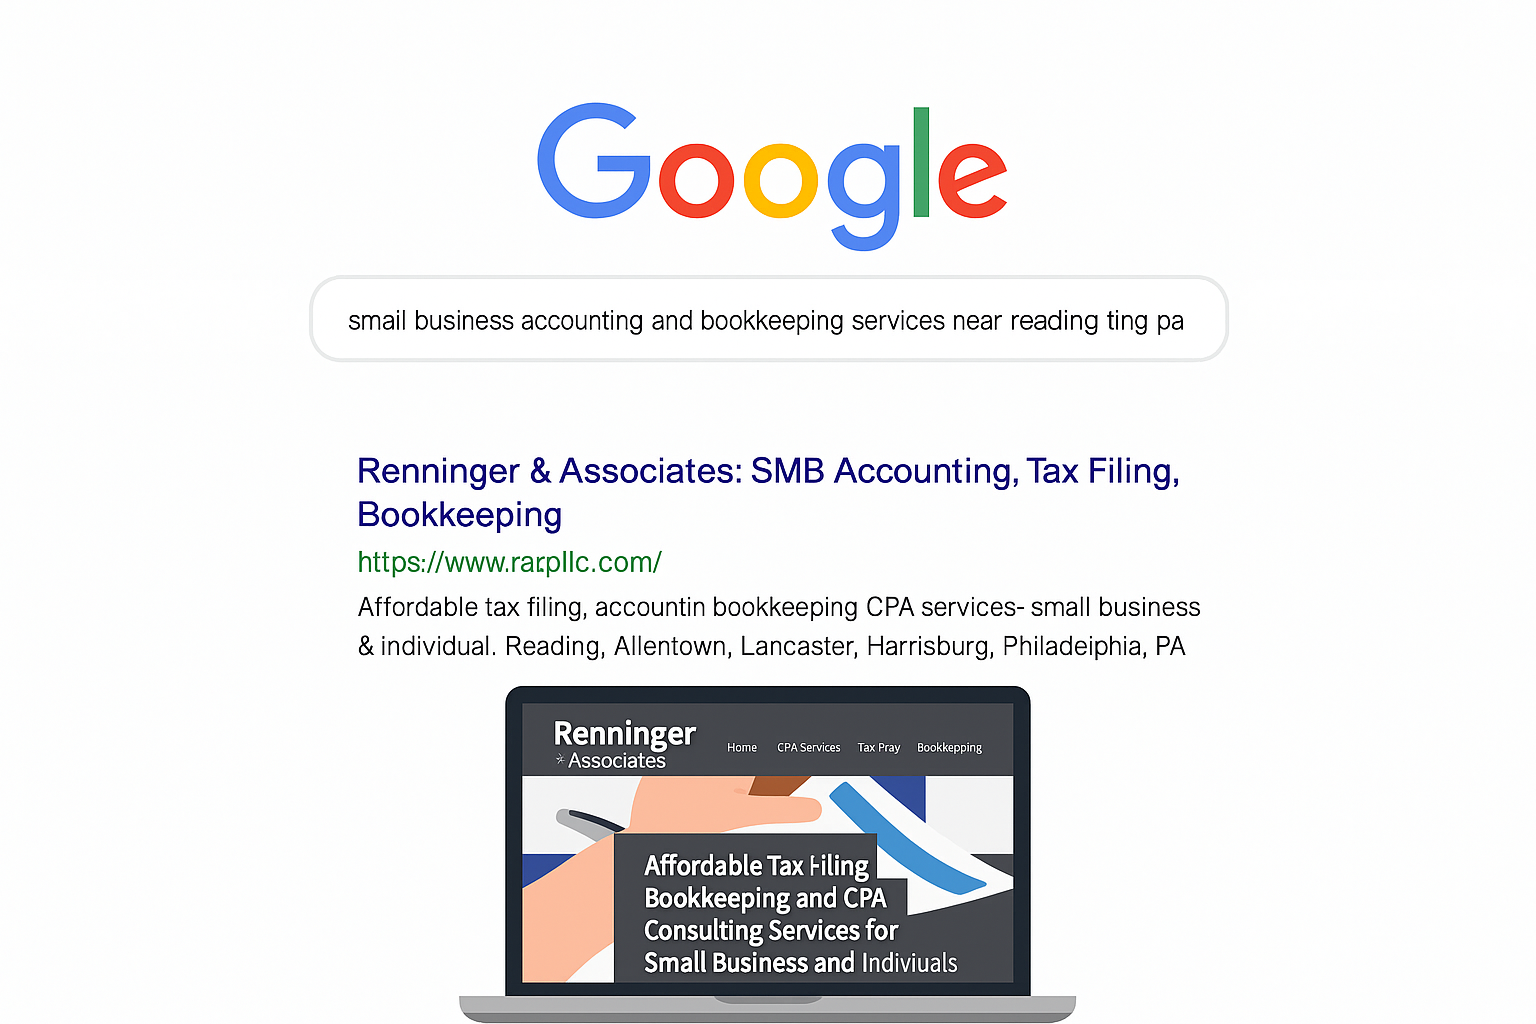 Google
smail business accounting and bookkeeping services near reading ting pa
Renninger & Associates: SMB Accounting, Tax Filing,
Bookkeeping
https://www.rarpllc.com/
Affordable tax filing, accountin bookkeeping CPA services- small business
& individual. Reading, Allentown, Lancaster, Harrisburg, Philadeiphia, PA
Renninger
Associates
Home CPA Services Tax Pray Bookkepping
Affordable Tax Filing
Bookkeeping and CPA
Consulting Services for
Small Business and Indiviuals